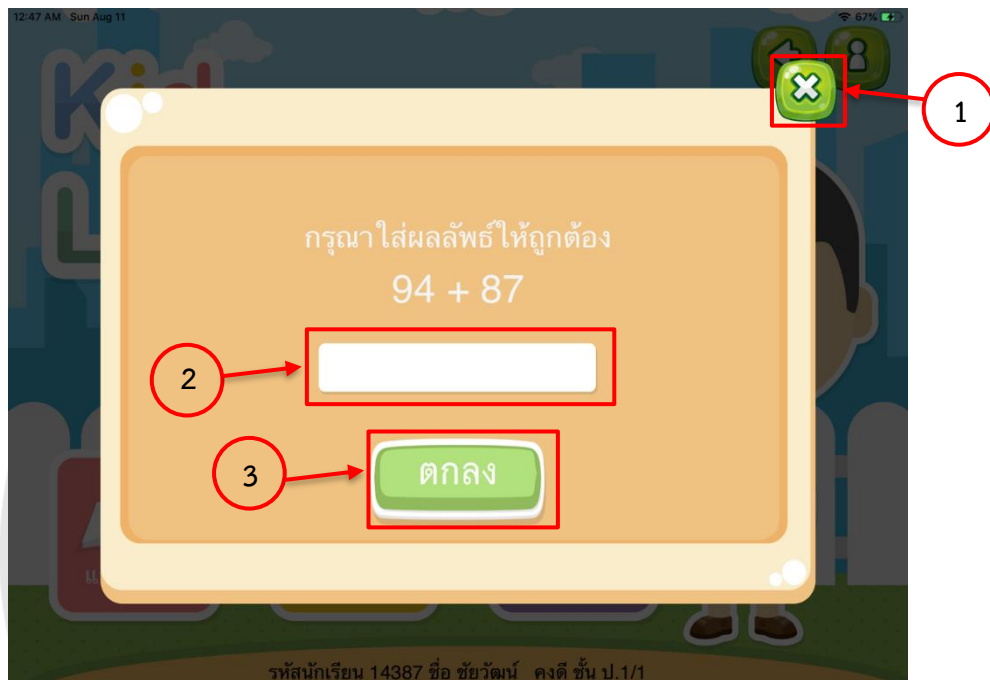 12:47 AM Sun Aug 11
67%
Kid
L
1
กรุณาใส่ผลลัพธ์ให้ถูกต้อง
94 + 87
2
3
ตกลง
แ
รหัสนักเรียน 14387 ชื่อ ชัยวัฒน์ คงดี ชั้น ป.1/1